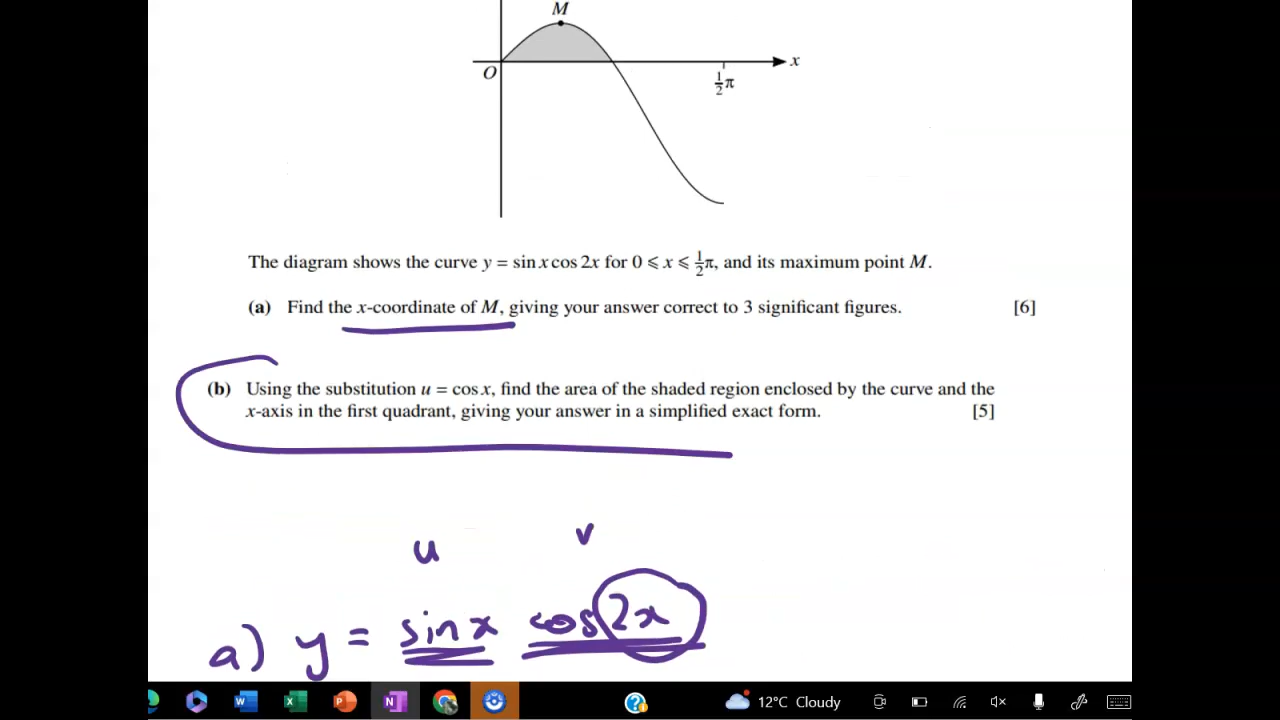 M
O
x
½π
The diagram shows the curve y = sin x cos 2x for 0 ⩽ x ⩽ ½π, and its maximum point M.
(a) Find the x-coordinate of M, giving your answer correct to 3 significant figures. [6]
(b) Using the substitution u = cos x, find the area of the shaded region enclosed by the curve and the
x-axis in the first quadrant, giving your answer in a simplified exact form. [5]
u v
a) y = sin x cos 2x
12°C Cloudy